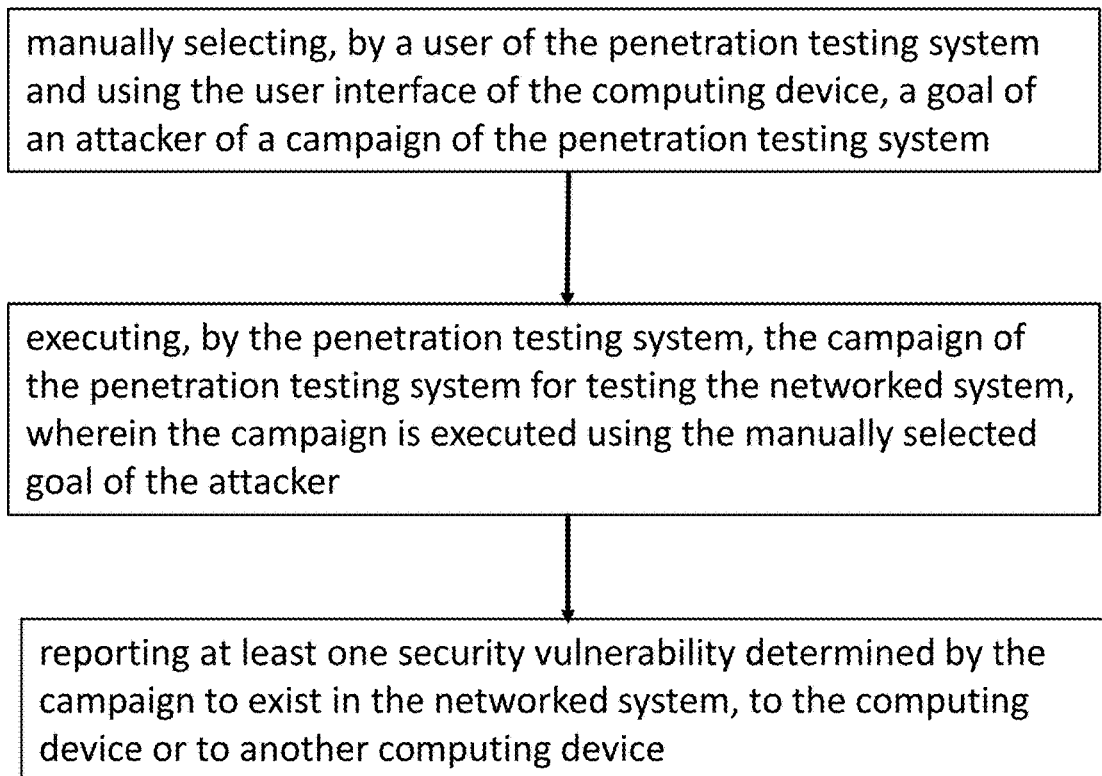 manually selecting, by a user of the penetration testing system
and using the user interface of the computing device, a goal of
an attacker of a campaign of the penetration testing system
executing, by the penetration testing system, the campaign of
the penetration testing system for testing the networked system,
wherein the campaign is executed using the manually selected
goal of the attacker
reporting at least one security vulnerability determined by the
campaign to exist in the networked system, to the computing
device or to another computing device